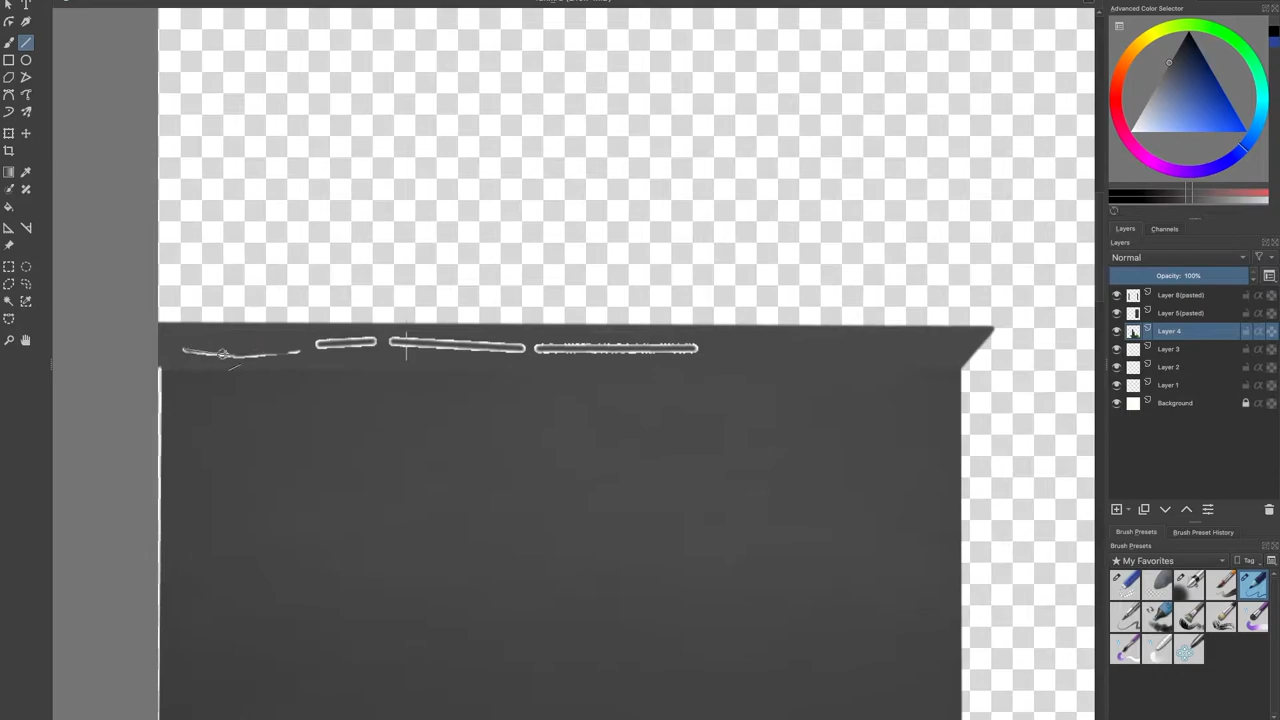 Advanced Color Selector
Layers Channels
Layers
Normal
Opacity: 100%
Layer 6(pasted)
Layer 5(pasted)
Layer 4
Layer 3
Layer 2
Layer 1
Background
Brush Presets Brush Preset History
Brush Presets
My Favorites Tag